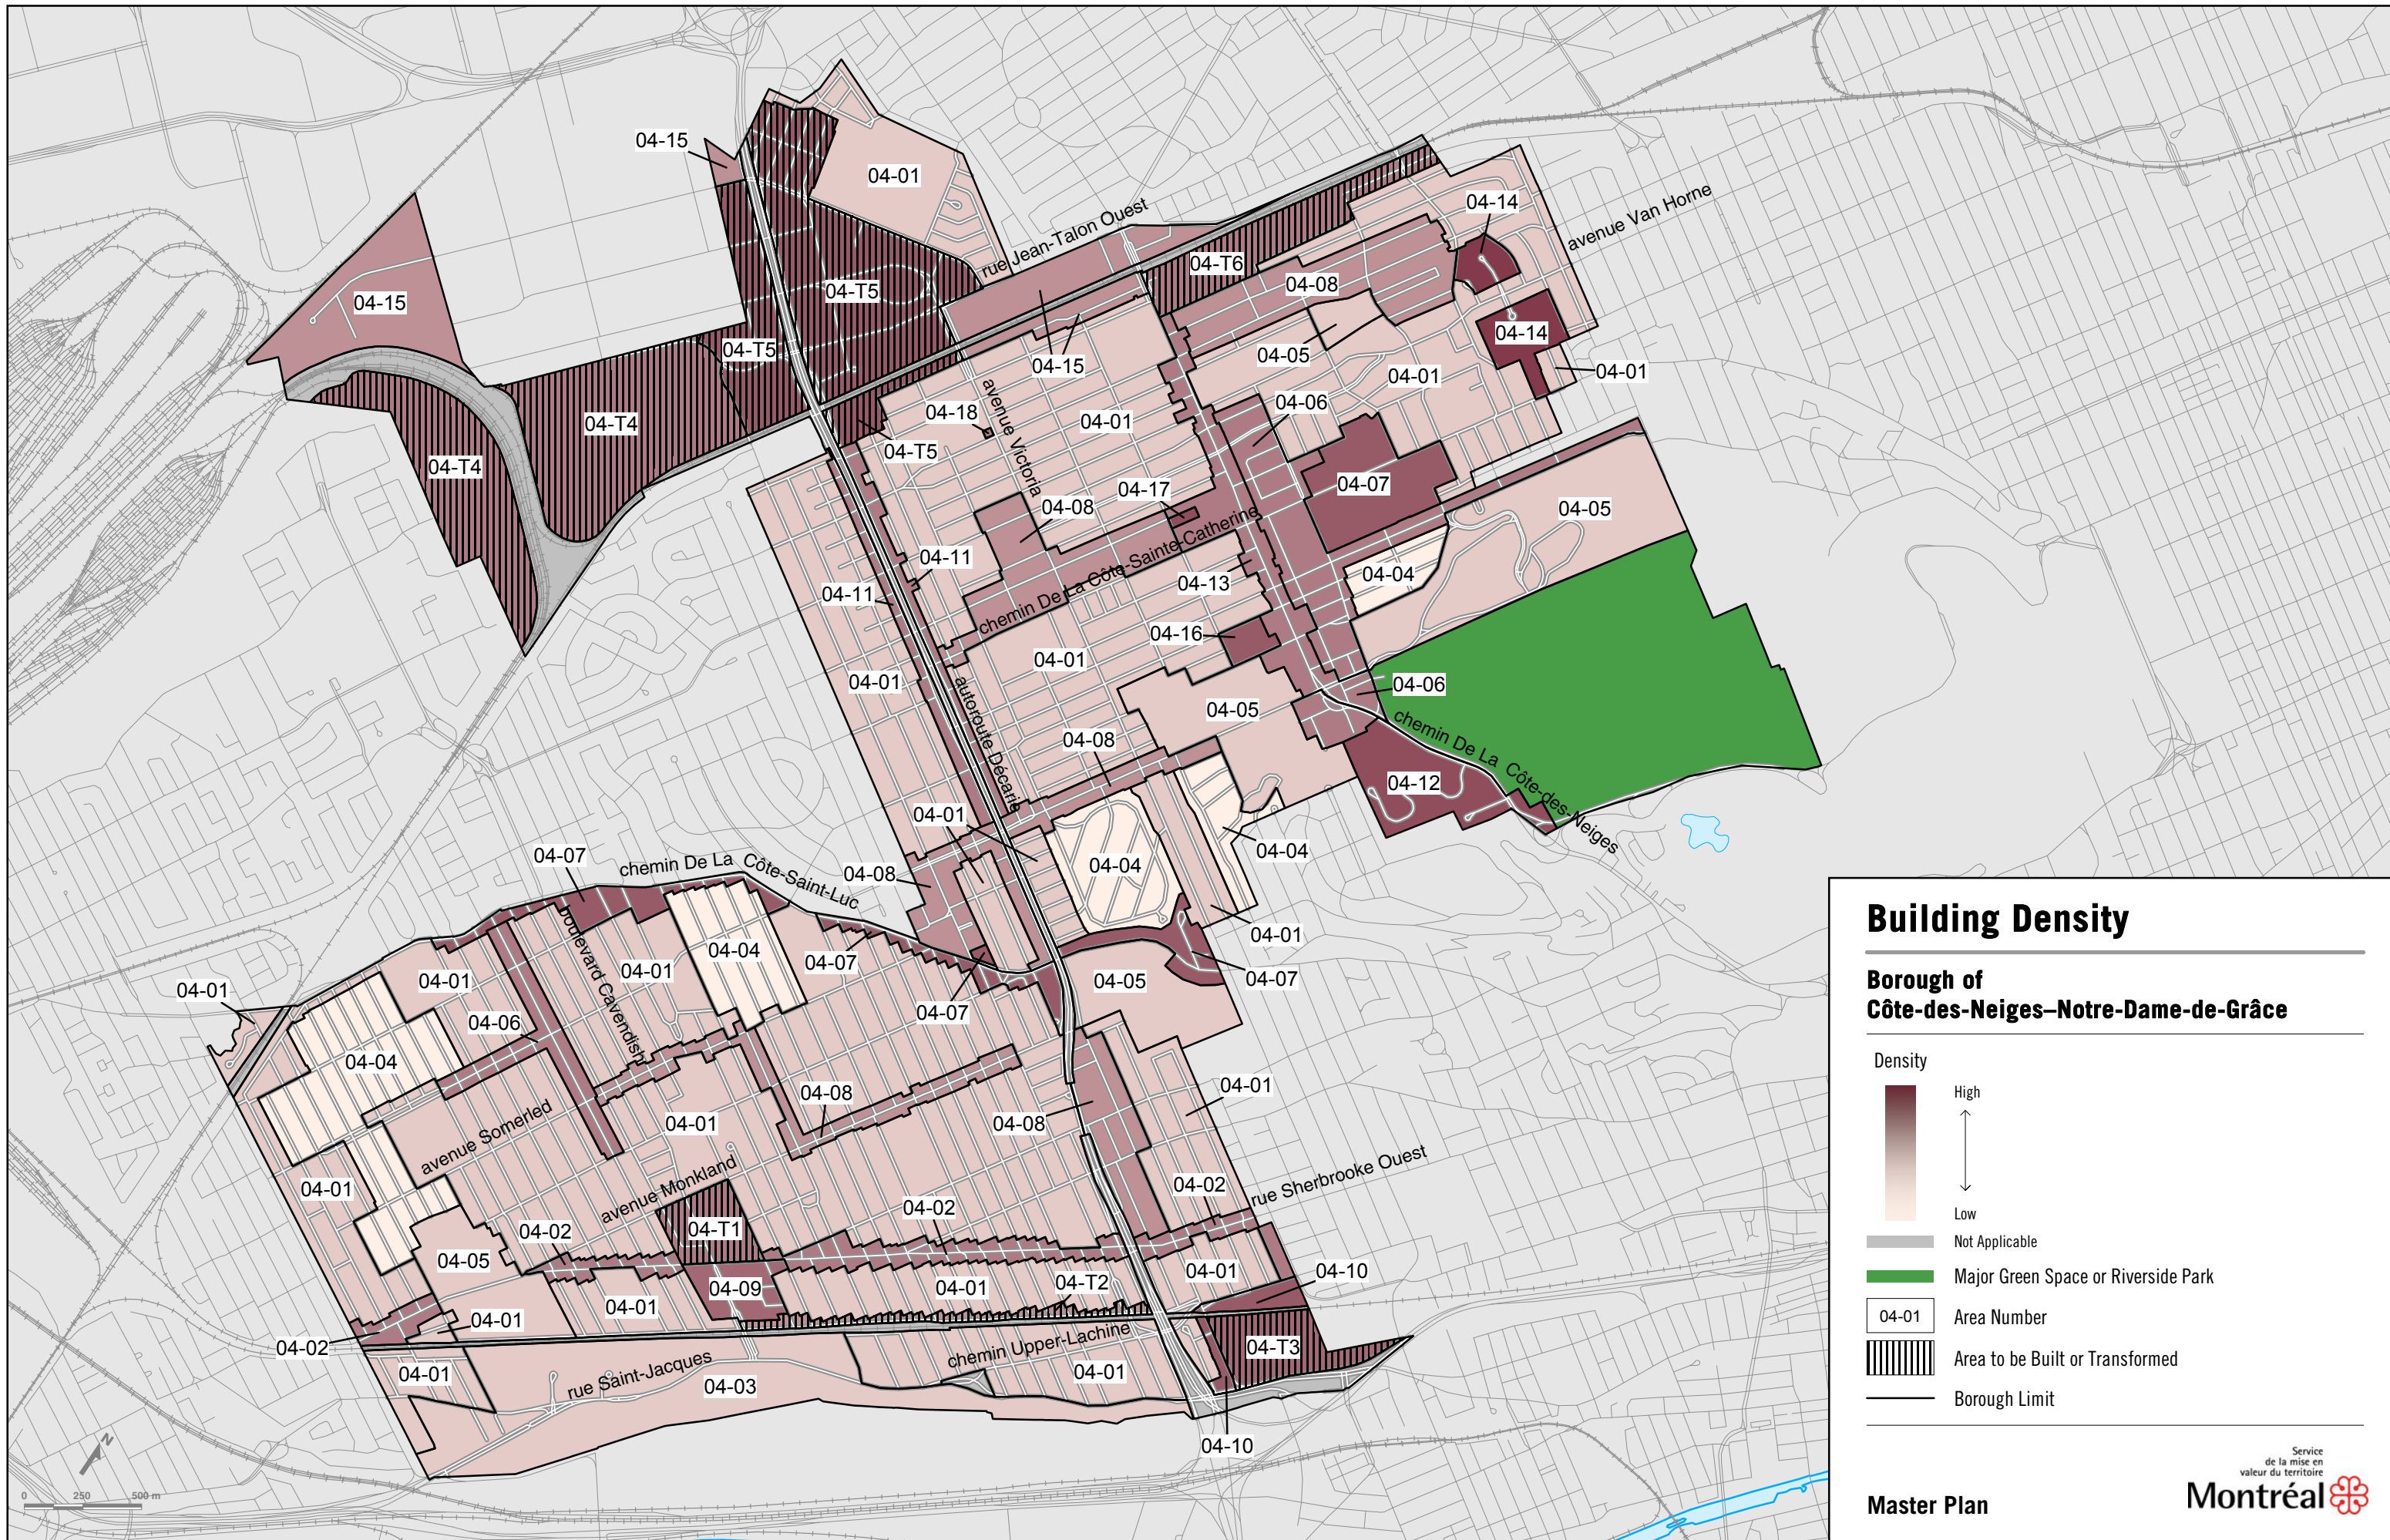 04-15
04-01
04-14
avenue Van Horne
rue Jean-Talon Ouest
04-T6
04-08
04-T5
04-15
04-14
04-T5
04-05
04-15
04-01
04-01
04-06
04-18
avenue Victoria
04-01
04-T4
04-T5
04-T4
04-17
04-07
04-08
04-05
04-11
chemin De La Côte-Sainte-Catherine
04-13
04-04
04-11
04-16
04-01
04-01
04-06
autoroute Décarie
04-05
chemin De La Côte-des-Neiges
04-08
04-12
04-01
04-07
chemin De La Côte-Saint-Luc
04-08
04-04
04-04
boulevard Cavendish
04-01
04-04
04-01
04-01
04-07
04-05
04-07
04-01
04-07
04-06
04-04
04-01
04-08
04-01
04-08
avenue Somerled
avenue Monkland
04-01
04-02
rue Sherbrooke Ouest
04-02
04-T1
04-02
04-05
04-01
04-10
04-09
04-01
04-T2
04-01
04-01
04-02
chemin Upper-Lachine
04-T3
04-01
rue Saint-Jacques
04-03
04-01
04-10
N
0 250 500 m
Building Density
Borough of
Côte-des-Neiges–Notre-Dame-de-Grâce
Density
High
Low
Not Applicable
Major Green Space or Riverside Park
04-01 Area Number
Area to be Built or Transformed
Borough Limit
Service
de la mise en
valeur du territoire
Master Plan
Montréal